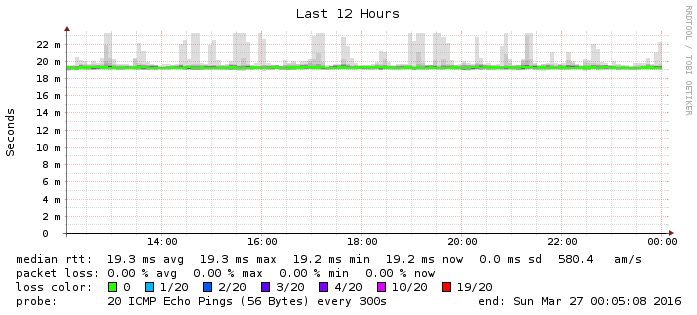 Last 12 Hours
RRDTOOL / TOBI OETIKER
Seconds
22 m
20 m
18 m
16 m
14 m
12 m
10 m
8 m
6 m
4 m
2 m
0
14:00 16:00 18:00 20:00 22:00 00:00
median rtt: 19.3 ms avg 19.3 ms max 19.2 ms min 19.2 ms now 0.0 ms sd 580.4 am/s
packet loss: 0.00 % avg 0.00 % max 0.00 % min 0.00 % now
loss color: 0 1/20 2/20 3/20 4/20 10/20 19/20
probe: 20 ICMP Echo Pings (56 Bytes) every 300s end: Sun Mar 27 00:05:08 2016